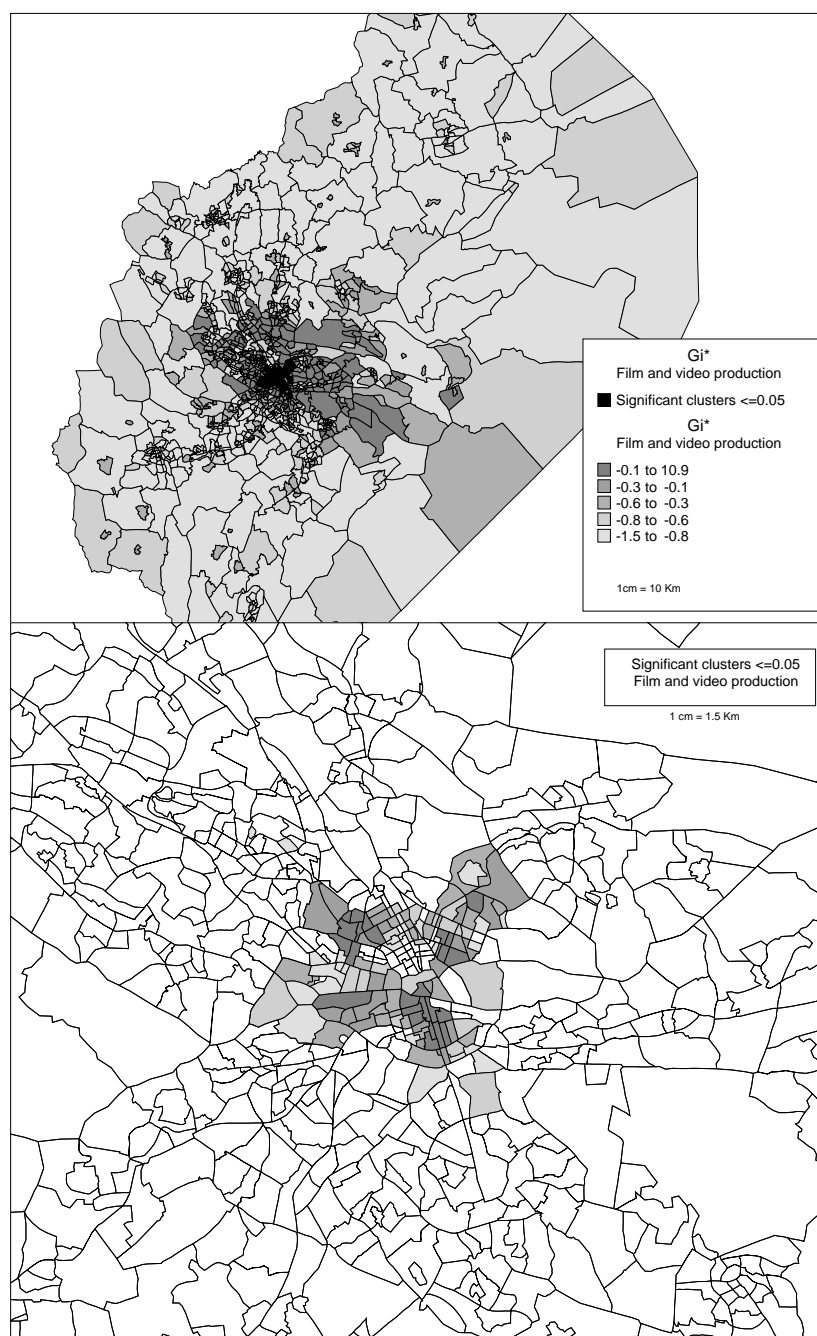 Gi*
Film and video production
Significant clusters <=0.05
Gi*
Film and video production
-0.1 to 10.9
-0.3 to -0.1
-0.6 to -0.3
-0.8 to -0.6
-1.5 to -0.8
1cm = 10 Km
Significant clusters <=0.05
Film and video production
1 cm = 1.5 Km